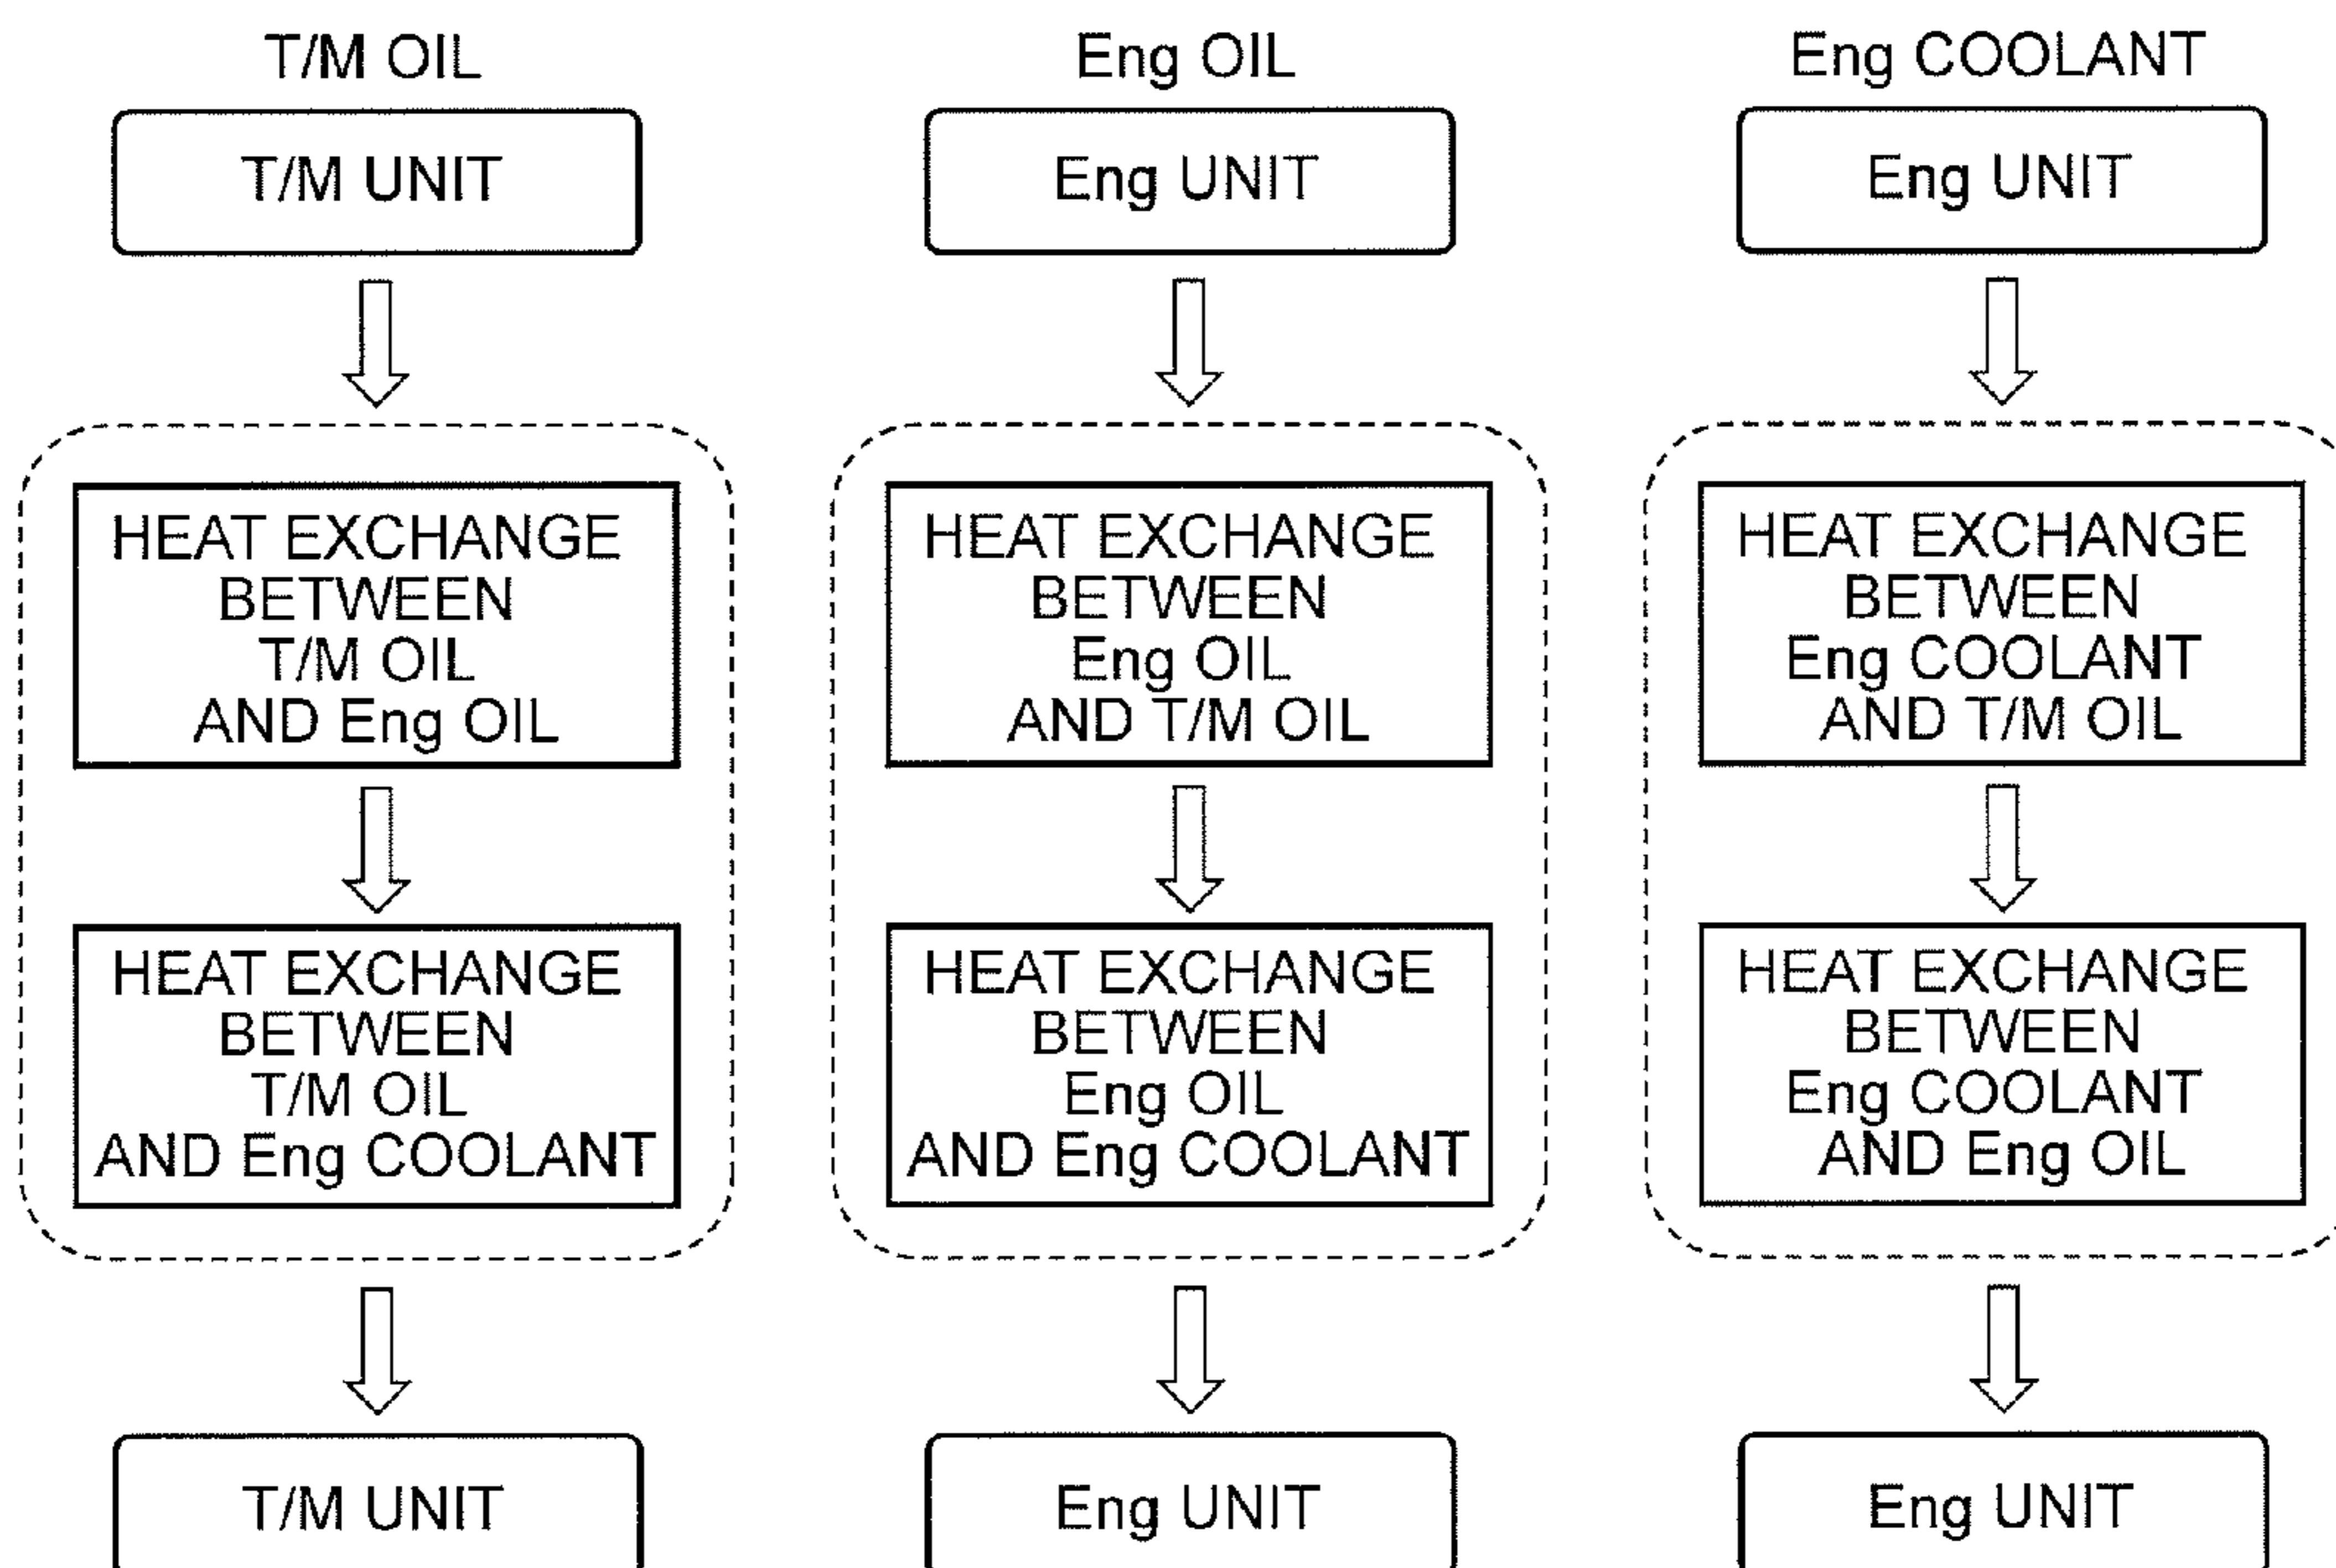 T/M OIL
T/M UNIT
HEAT EXCHANGE
BETWEEN
T/M OIL
AND Eng OIL
HEAT EXCHANGE
BETWEEN
T/M OIL
AND Eng COOLANT
T/M UNIT
Eng OIL
Eng UNIT
HEAT EXCHANGE
BETWEEN
Eng OIL
AND T/M OIL
HEAT EXCHANGE
BETWEEN
Eng OIL
AND Eng COOLANT
Eng UNIT
Eng COOLANT
Eng UNIT
HEAT EXCHANGE
BETWEEN
Eng COOLANT
AND T/M OIL
HEAT EXCHANGE
BETWEEN
Eng COOLANT
AND Eng OIL
Eng UNIT